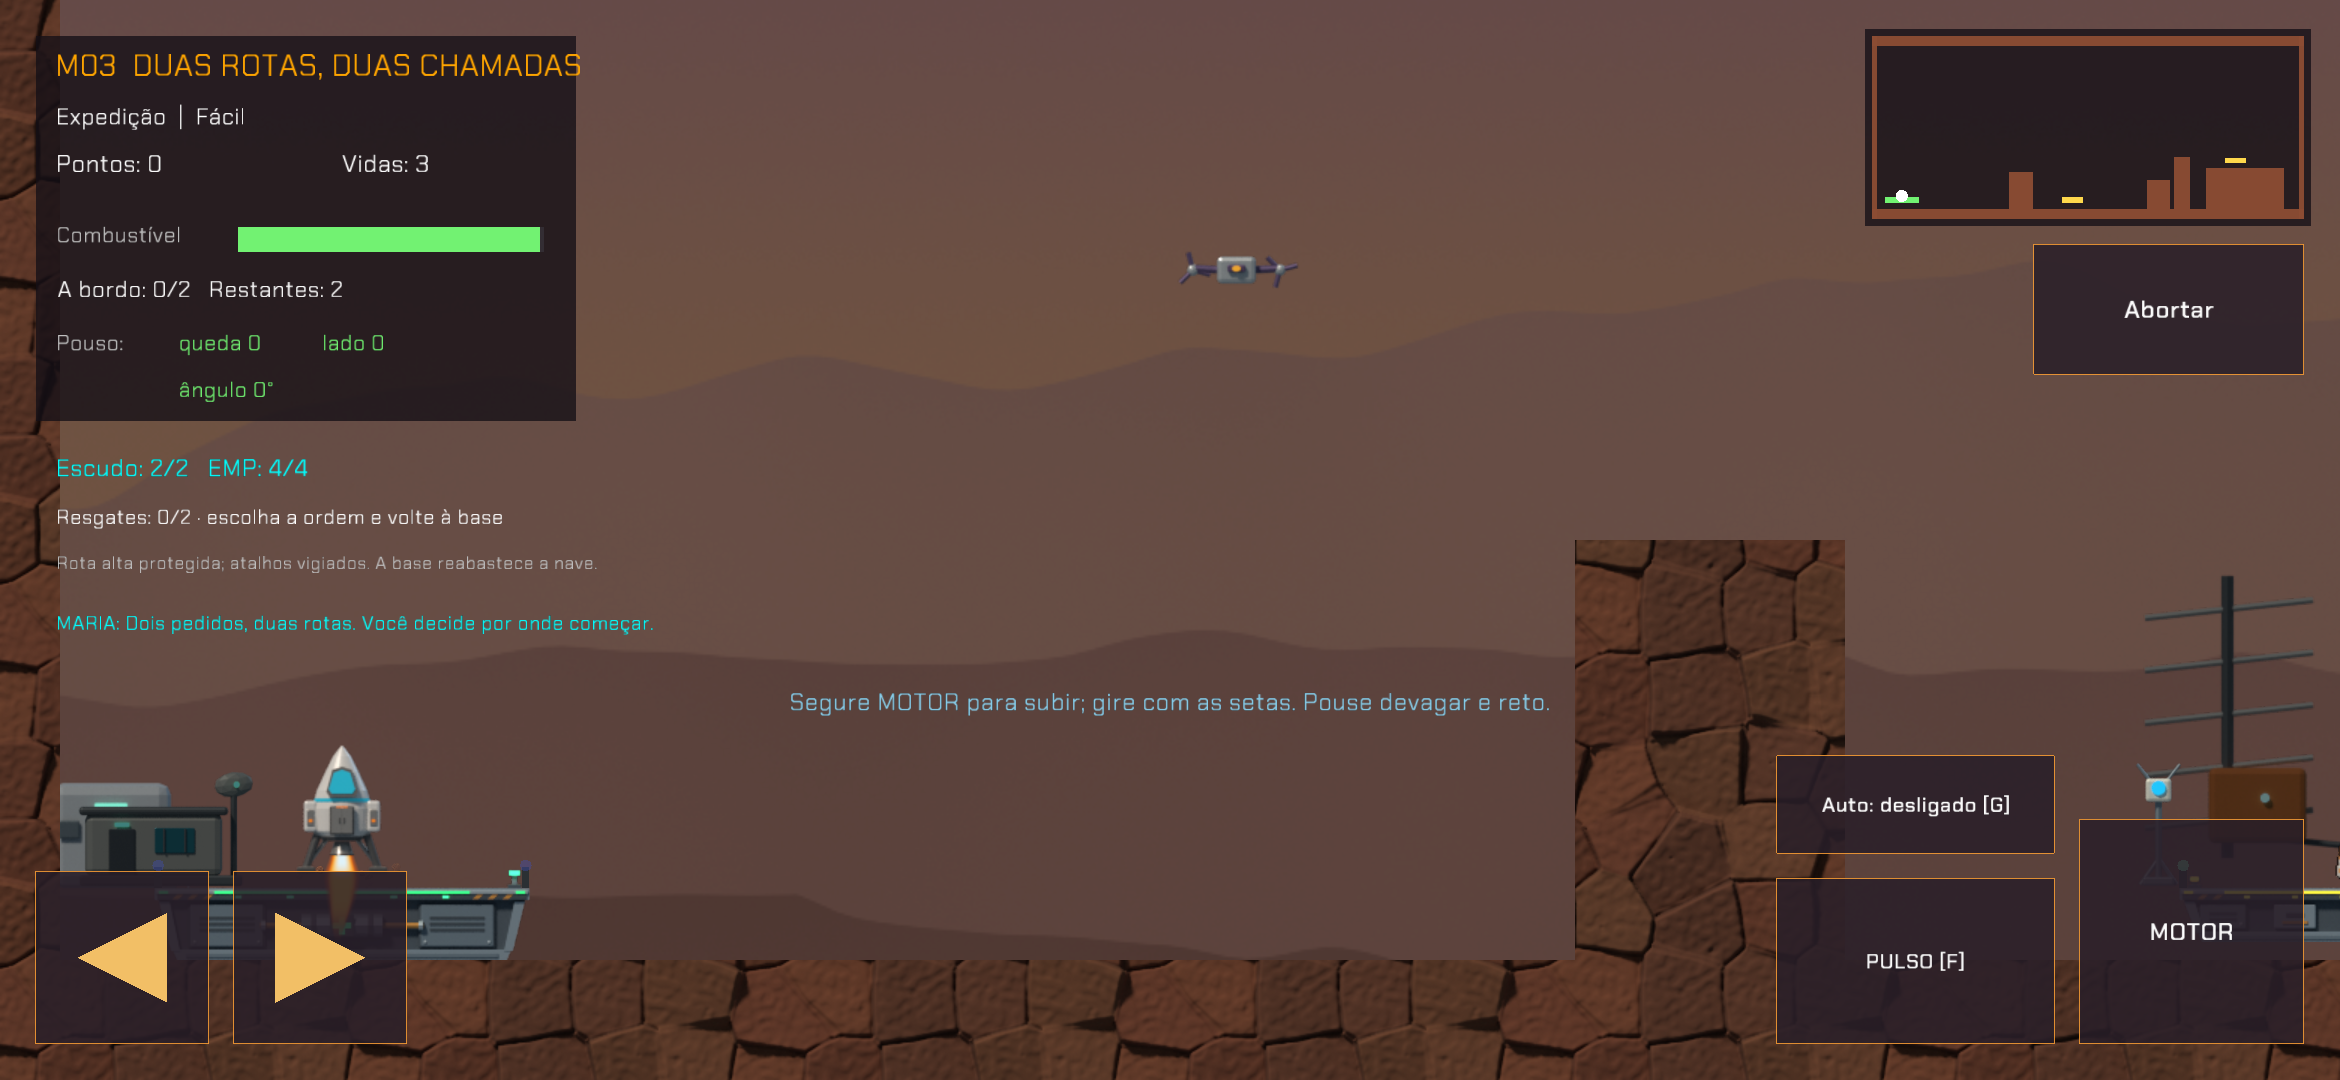 M03 DUAS ROTAS, DUAS CHAMADAS
Expedição | Fácil
Pontos: 0 Vidas: 3
Combustível
A bordo: 0/2 Restantes: 2
Pouso: queda 0 lado 0
ângulo 0°
Escudo: 2/2 EMP: 4/4
Resgates: 0/2 · escolha a ordem e volte à base
Rota alta protegida; atalhos vigiados. A base reabastece a nave.
MARIA: Dois pedidos, duas rotas. Você decide por onde começar.
Segure MOTOR para subir; gire com as setas. Pouse devagar e reto.
Abortar
Auto: desligado [G]
PULSO [F]
MOTOR